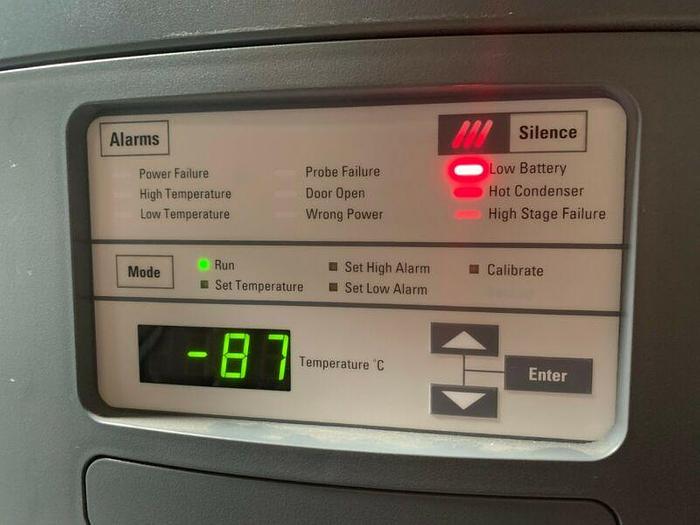 Alarms
Silence
Power Failure
Probe Failure
Low Battery
High Temperature
Door Open
Hot Condenser
Low Temperature
Wrong Power
High Stage Failure
Mode
Run
Set High Alarm
Calibrate
Set Temperature
Set Low Alarm
-87
Temperature °C
Enter